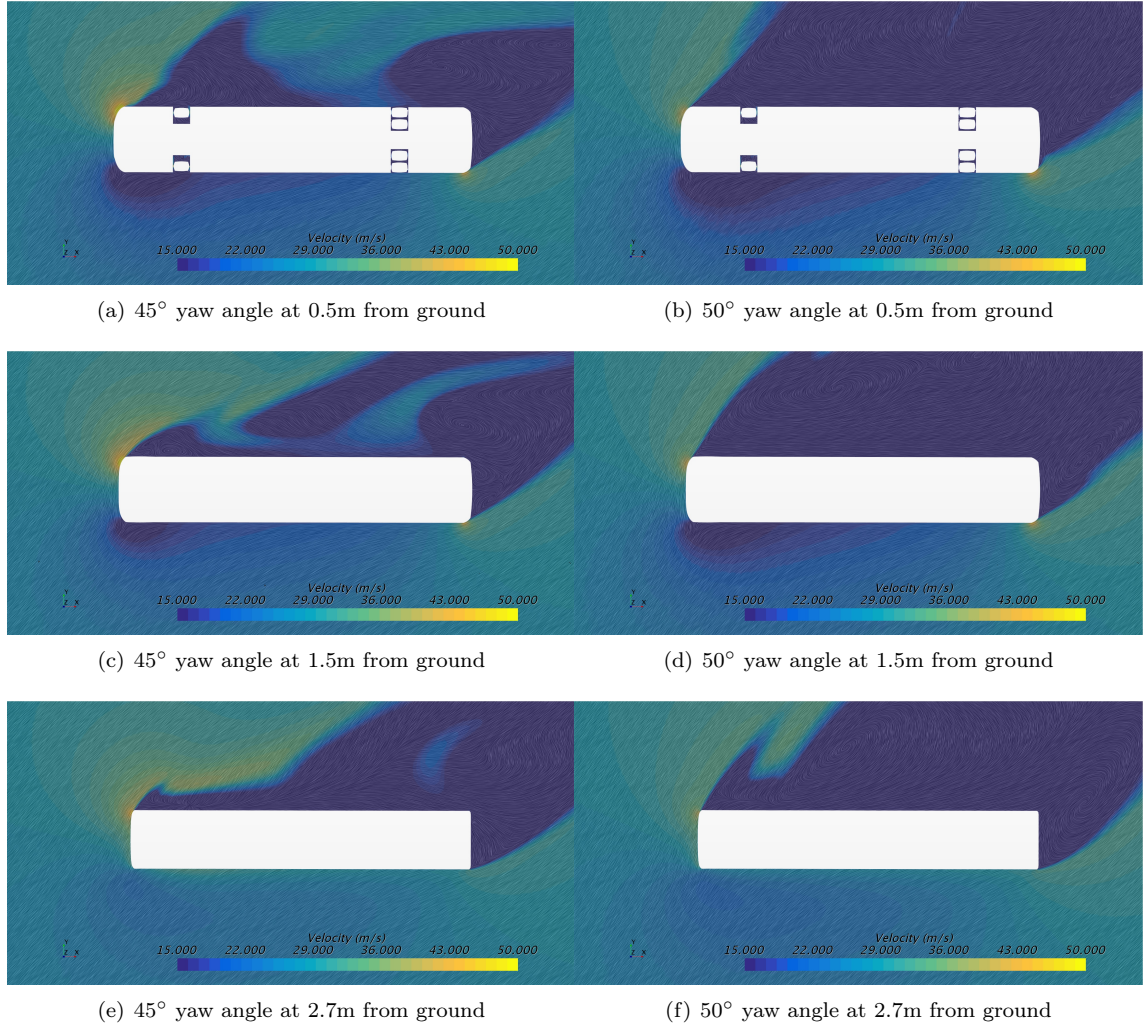 Velocity (m/s)
15.000 22.000 29.000 36.000 43.000 50.000
Y
Z X
Velocity (m/s)
15.000 22.000 29.000 36.000 43.000 50.000
Y
Z X
(a) 45° yaw angle at 0.5m from ground
(b) 50° yaw angle at 0.5m from ground
Velocity (m/s)
15.000 22.000 29.000 36.000 43.000 50.000
Y
Z X
Velocity (m/s)
15.000 22.000 29.000 36.000 43.000 50.000
Y
Z X
(c) 45° yaw angle at 1.5m from ground
(d) 50° yaw angle at 1.5m from ground
Velocity (m/s)
15.000 22.000 29.000 36.000 43.000 50.000
Y
Z X
Velocity (m/s)
15.000 22.000 29.000 36.000 43.000 50.000
Y
Z X
(e) 45° yaw angle at 2.7m from ground
(f) 50° yaw angle at 2.7m from ground